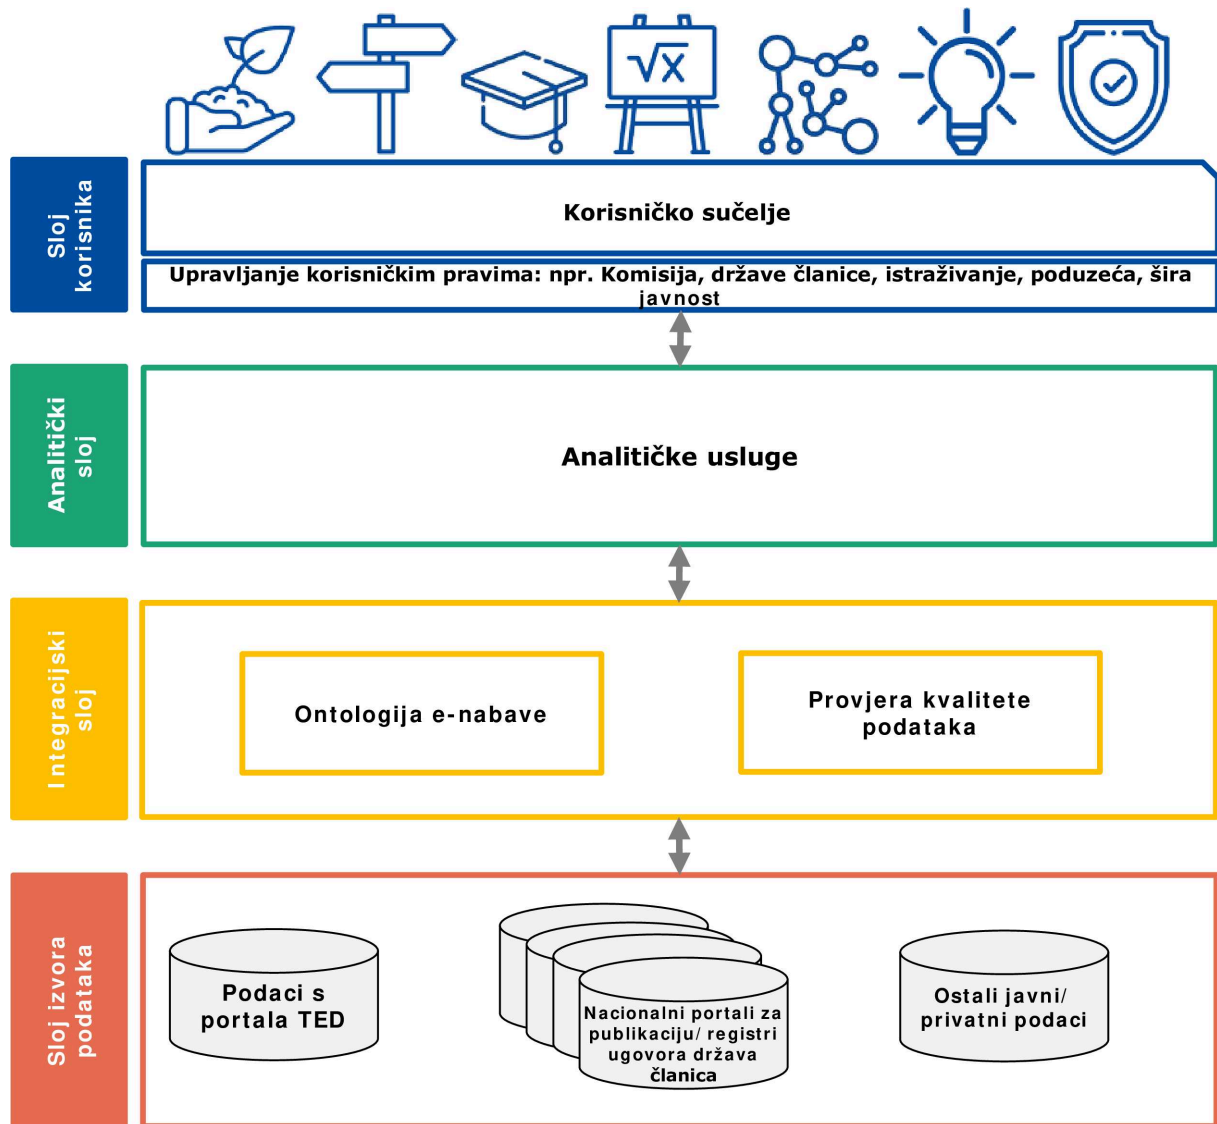 √x
Sloj
korisnika
Korisničko sučelje
Upravljanje korisničkim pravima: npr. Komisija, države članice, istraživanje, poduzeća, šira
javnost
Analitički
sloj
Analitičke usluge
Integracijski
sloj
Ontologija e-nabave
Provjera kvalitete
podataka
Sloj izvora
podataka
Podaci s
portala TED
Nacionalni portali za
publikaciju/ registri
ugovora država
članica
Ostali javni/
privatni podaci